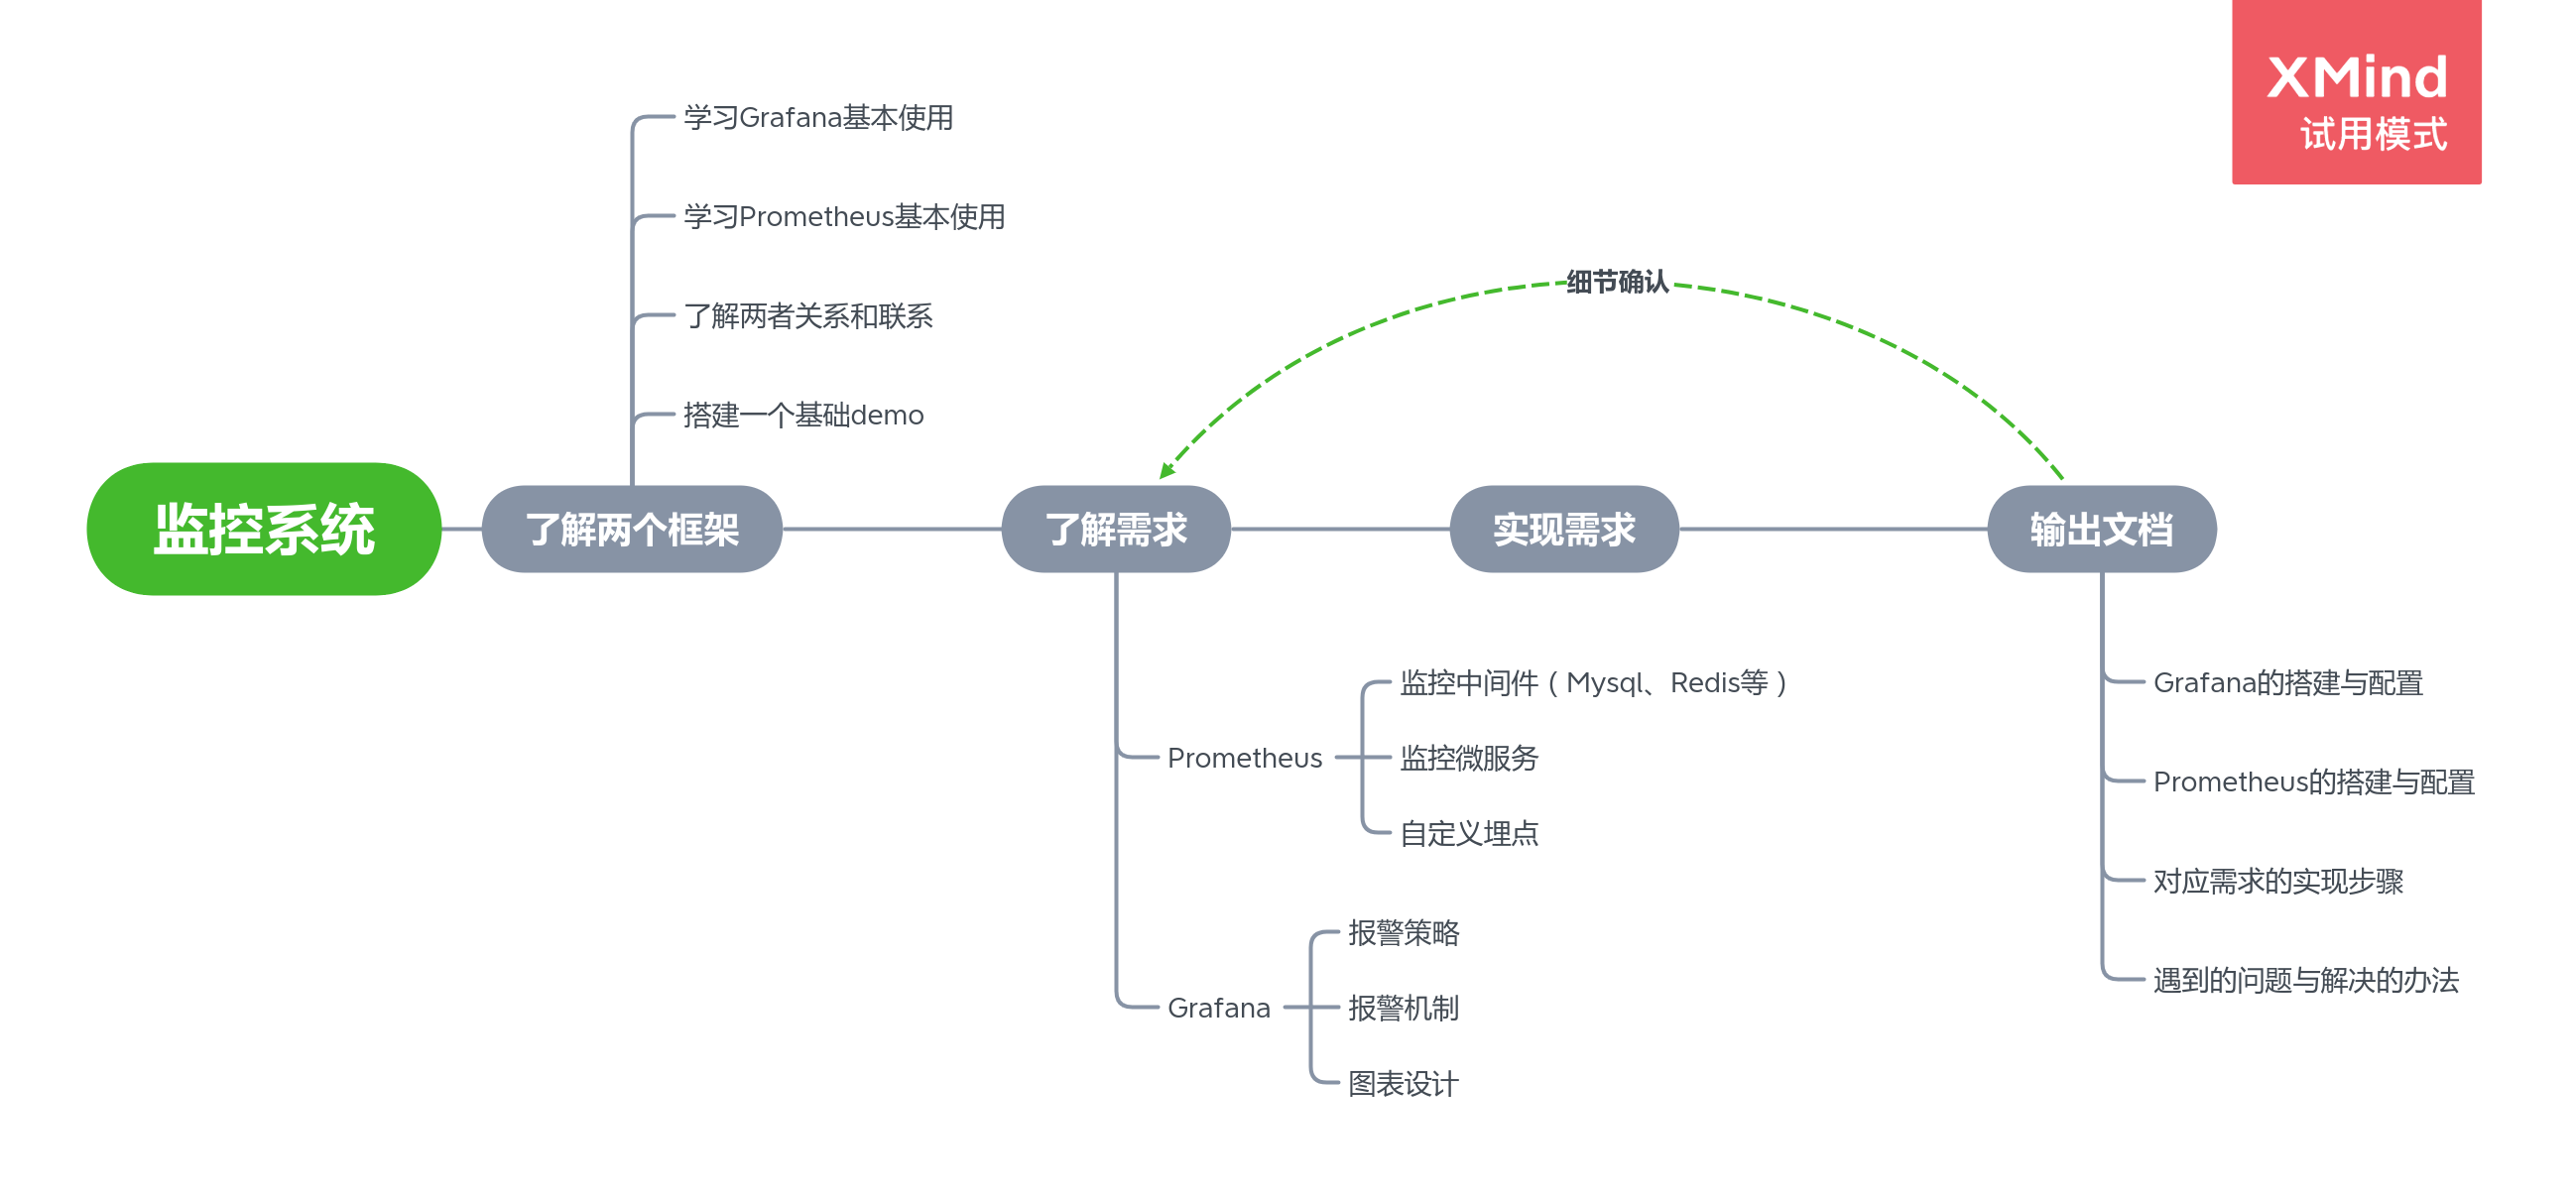 XMind
试用模式
学习Grafana基本使用
学习Prometheus基本使用
了解两者关系和联系
搭建一个基础demo
细节确认
监控系统
了解两个框架
了解需求
实现需求
输出文档
Prometheus
监控中间件（Mysql、Redis等）
监控微服务
自定义埋点
Grafana
报警策略
报警机制
图表设计
Grafana的搭建与配置
Prometheus的搭建与配置
对应需求的实现步骤
遇到的问题与解决的办法